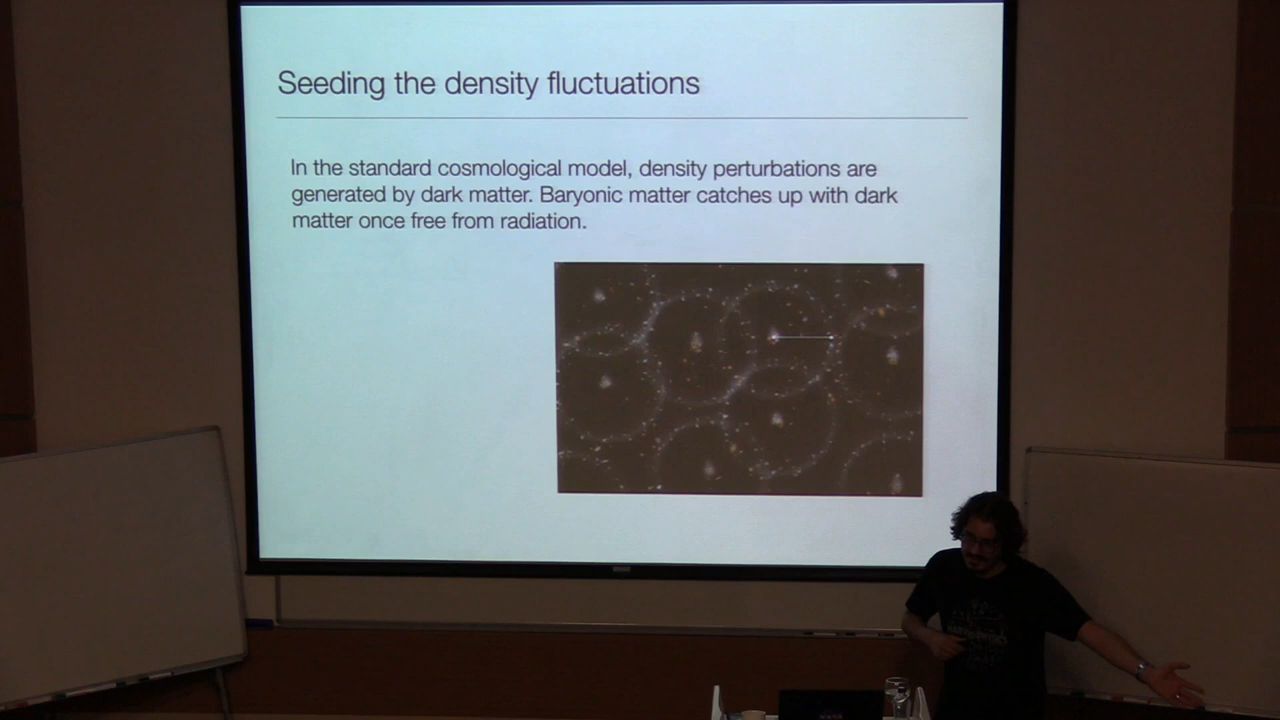 Seeding the density fluctuations
In the standard cosmological model, density perturbations are
generated by dark matter. Baryonic matter catches up with dark
matter once free from radiation.